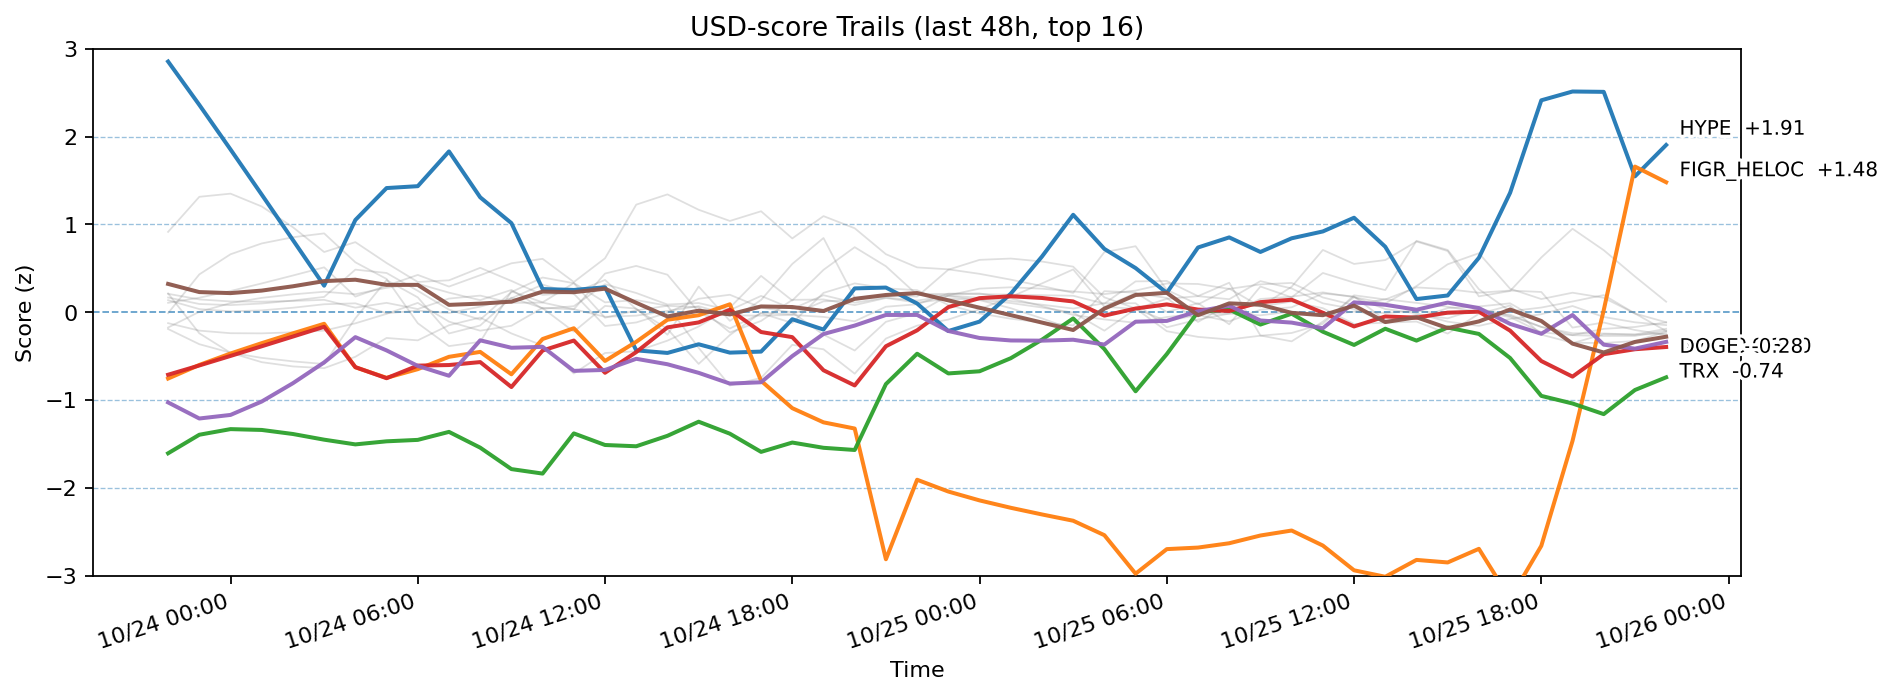 USD-score Trails (last 48h, top 16)
Score (z)
3
2
1
0
−1
−2
−3
HYPE +1.91
FIGR_HELOC +1.48
DOGE
TRX -0.74
10/24 00:00
10/24 06:00
10/24 12:00
10/24 18:00
10/25 00:00
10/25 06:00
10/25 12:00
10/25 18:00
10/26 00:00
Time